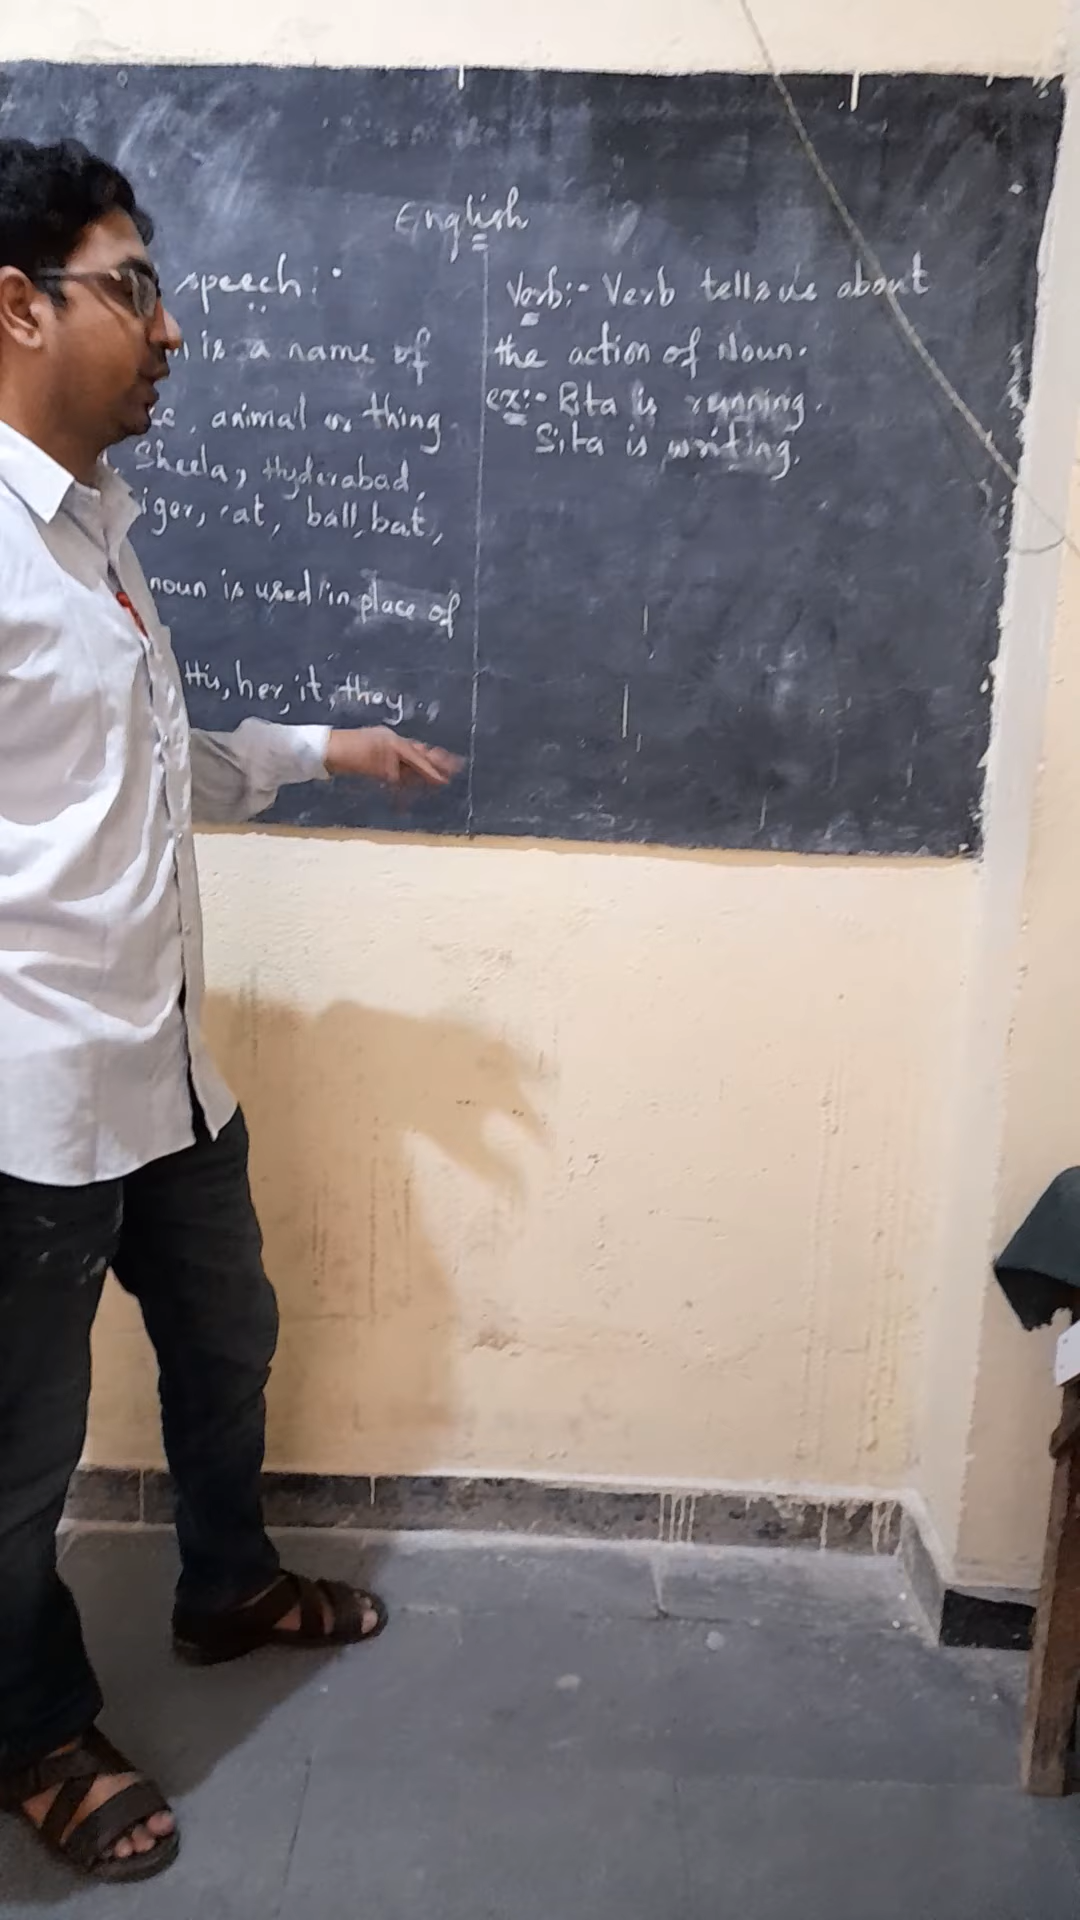 English
speech:-
is a name of
animal or thing.
Sheela, Hyderabad,
iger, cat, ball, bat,
noun is used in place of
His, her, it, they..,
Verb:- Verb tells us about
the action of Noun.
ex:- Rita is running.
Sita is writing.